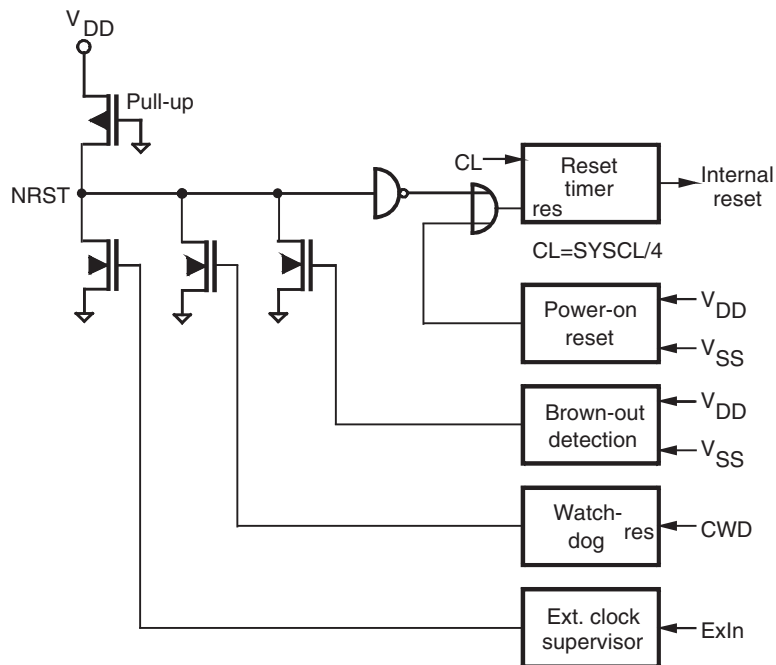 VDD
Pull-up
NRST
CL
Reset
timer
res
Internal
reset
CL=SYSCL/4
Power-on
reset
VDD
VSS
Brown-out
detection
VDD
VSS
Watch-
dog
res
CWD
Ext. clock
supervisor
ExIn